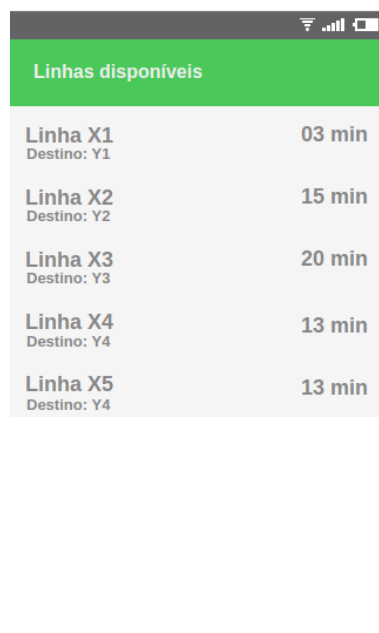 Linhas disponíveis
Linha X1 03 min
Destino: Y1
Linha X2 15 min
Destino: Y2
Linha X3 20 min
Destino: Y3
Linha X4 13 min
Destino: Y4
Linha X5 13 min
Destino: Y4